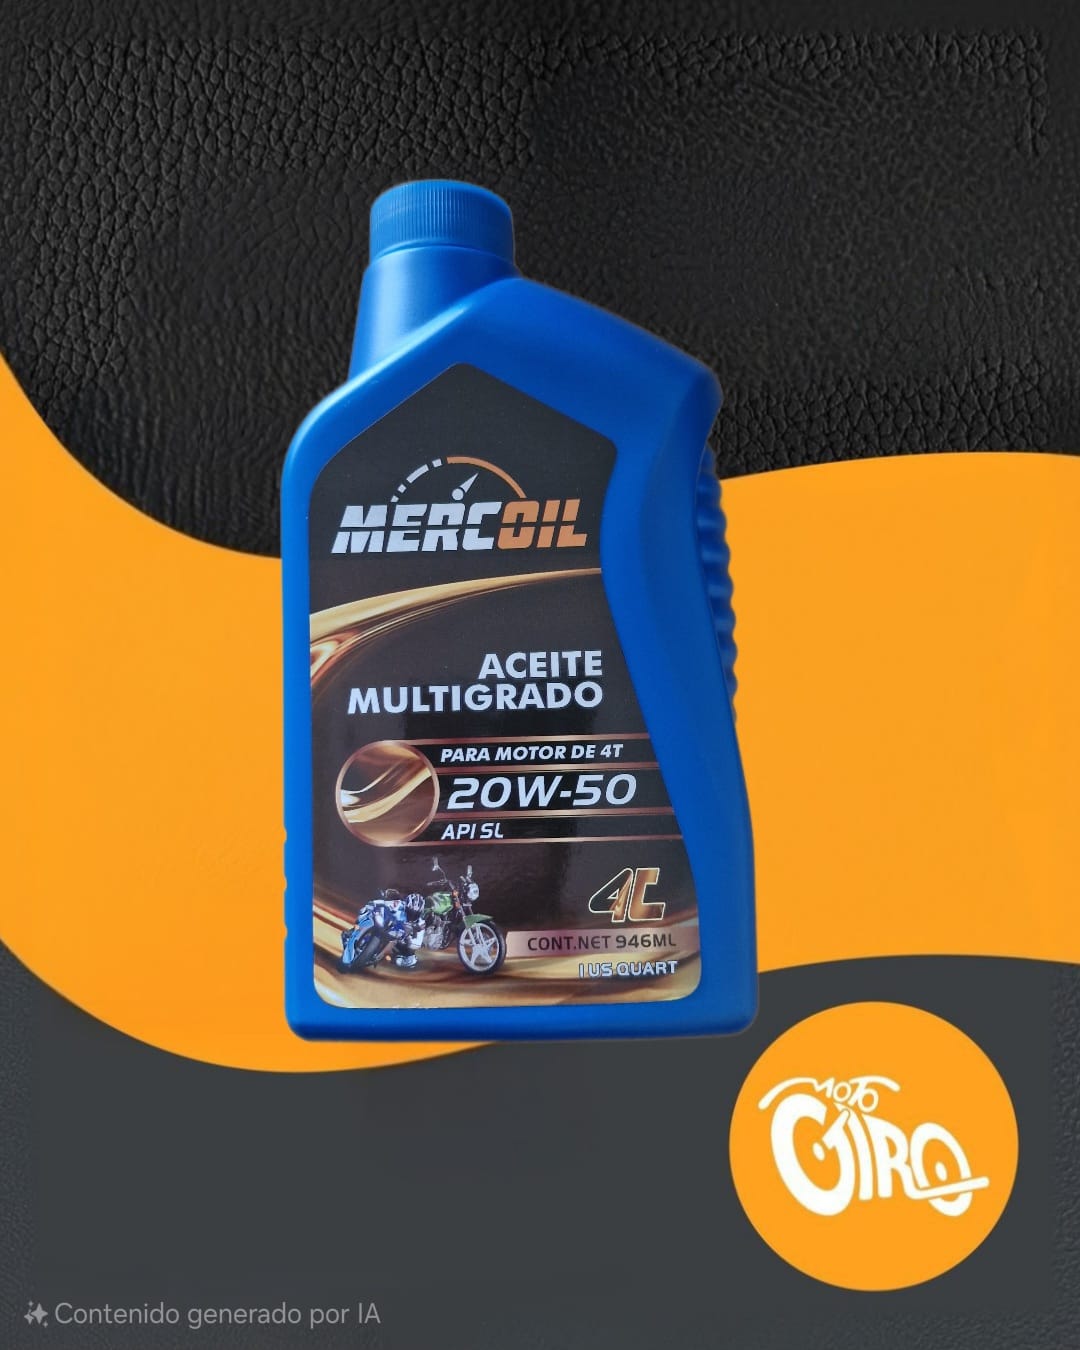 MERCOIL
ACEITE
MULTIGRADO
PARA MOTOR DE 4T
20W-50
API SL
4C
CONT.NET 946ML
1 US QUART
MOTO
GIRO
Contenido generado por IA